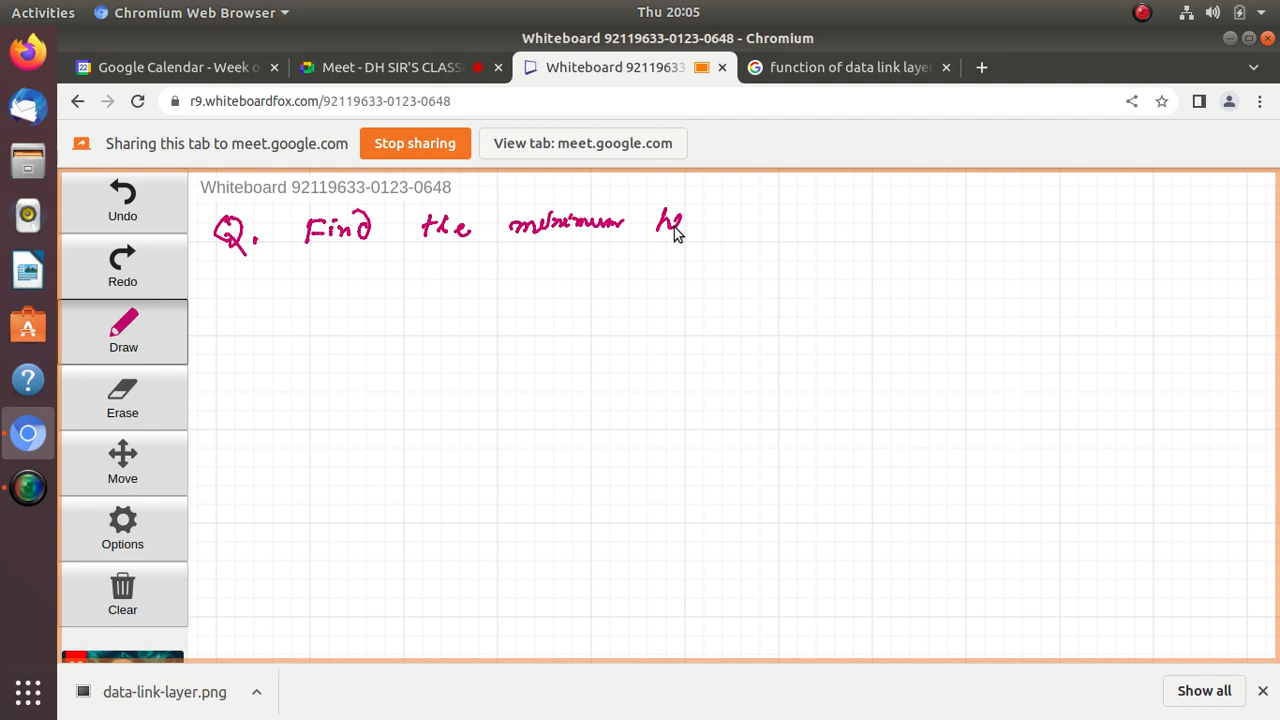 Activities Chromium Web Browser Thu 20:05
Whiteboard 92119633-0123-0648 - Chromium
Google Calendar - Week o Meet - DH SIR'S CLASS Whiteboard 92119633 function of data link layer
r9.whiteboardfox.com/92119633-0123-0648
Sharing this tab to meet.google.com Stop sharing View tab: meet.google.com
Whiteboard 92119633-0123-0648
Q. Find the minimum
Undo
Redo
Draw
Erase
Move
Options
Clear
data-link-layer.png Show all